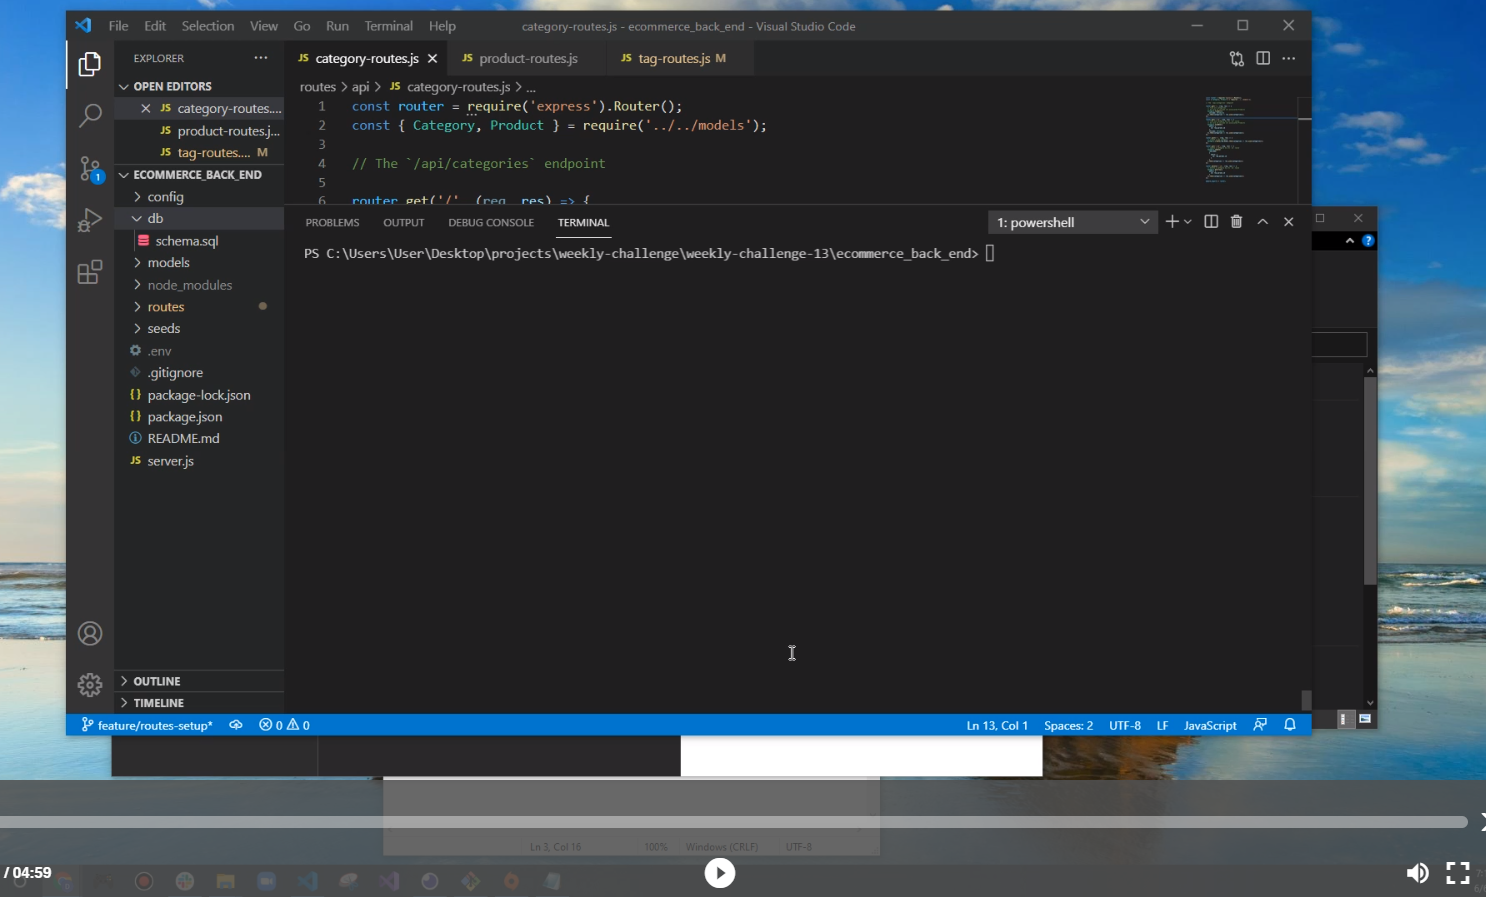 File Edit Selection View Go Run Terminal Help
category-routes.js - ecommerce_back_end - Visual Studio Code
EXPLORER
OPEN EDITORS
JS category-routes....
JS product-routes.j...
JS tag-routes.... M
ECOMMERCE_BACK_END
config
db
schema.sql
models
node_modules
routes
seeds
.env
.gitignore
{} package-lock.json
{} package.json
README.md
JS server.js
OUTLINE
TIMELINE
JS category-routes.js
JS product-routes.js
JS tag-routes.js M
routes > api > JS category-routes.js > ...
1 const router = require('express').Router();
2 const { Category, Product } = require('../../models');
3
4 // The `/api/categories` endpoint
5
6 router.get('/', (req, res) => {
PROBLEMS OUTPUT DEBUG CONSOLE TERMINAL
1: powershell
PS C:\Users\User\Desktop\projects\weekly-challenge\weekly-challenge-13\ecommerce_back_end>
1
feature/routes-setup* 0 0
Ln 13, Col 1 Spaces: 2 UTF-8 LF JavaScript
Ln 3, Col 16 100% Windows (CRLF) UTF-8
/ 04:59